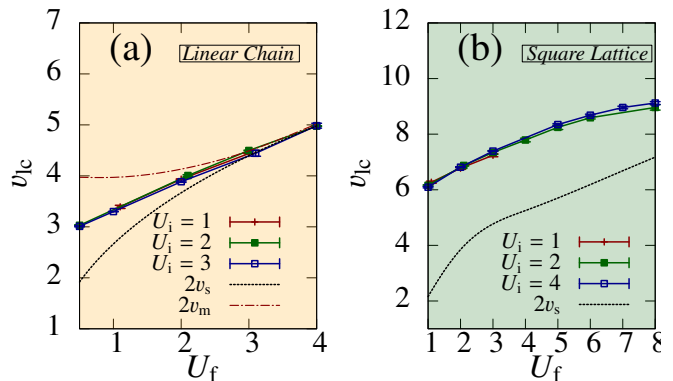 (a) Linear Chain
7
6
5
4
3
2
1
v_lc
U_i = 1
U_i = 2
U_i = 3
2v_s
2v_m
1 2 3 4
U_f
(b) Square Lattice
12
10
8
6
4
2
v_lc
U_i = 1
U_i = 2
U_i = 4
2v_s
1 2 3 4 5 6 7 8
U_f